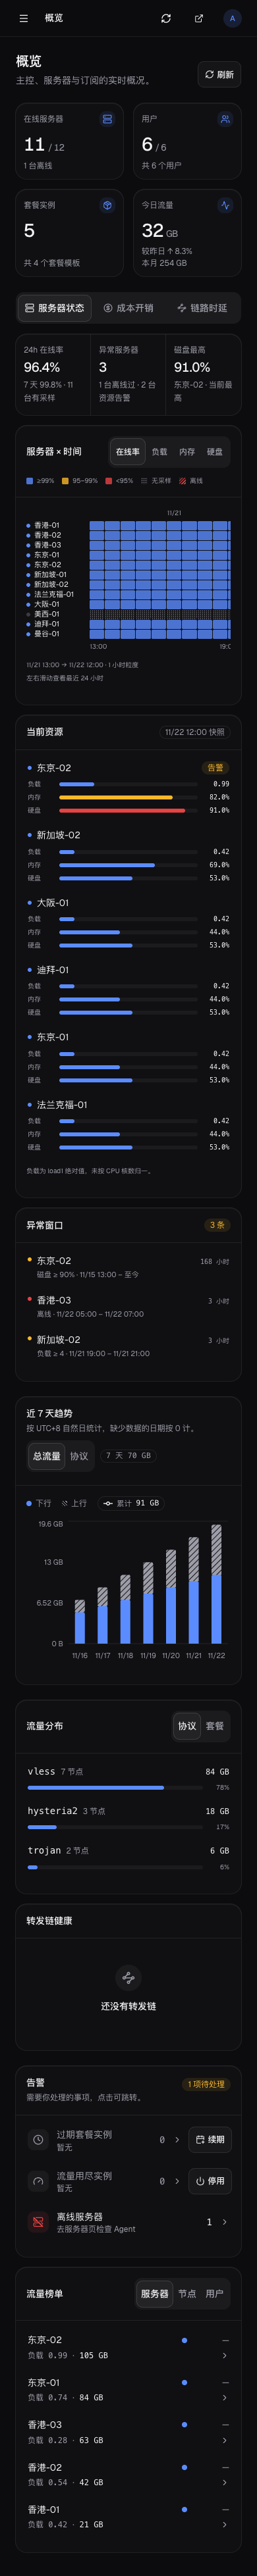 概览
A
概览
主控、服务器与订阅的实时概况。
刷新
在线服务器
11 / 12
1 台离线
用户
6 / 6
共 6 个用户
套餐实例
5
共 4 个套餐模板
今日流量
32 GB
较昨日 ↑ 8.3%
本月 254 GB
服务器状态
成本开销
链路时延
24h 在线率
96.4%
7 天 99.8% · 11
台有采样
异常服务器
3
1 台离线过 · 2 台
资源告警
磁盘最高
91.0%
东京-02 · 当前最
高
服务器 × 时间
在线率 负载 内存 硬盘
≥99% 95–99% <95% 无采样 离线
11/21
香港-01
香港-02
香港-03
东京-01
东京-02
新加坡-01
新加坡-02
法兰克福-01
大阪-01
美西-01
迪拜-01
曼谷-01
13:00
11/21 13:00 → 11/22 12:00 · 1 小时粒度
左右滑动查看最近 24 小时
当前资源
11/22 12:00 快照
东京-02
告警
负载 0.99
内存 82.0%
硬盘 91.0%
新加坡-02
负载 0.42
内存 69.0%
硬盘 53.0%
大阪-01
负载 0.42
内存 44.0%
硬盘 53.0%
迪拜-01
负载 0.42
内存 44.0%
硬盘 53.0%
东京-01
负载 0.42
内存 44.0%
硬盘 53.0%
法兰克福-01
负载 0.42
内存 44.0%
硬盘 53.0%
负载为 load1 绝对值，未按 CPU 核数归一。
异常窗口
3 条
东京-02
168 小时
磁盘 ≥ 90% · 11/15 13:00 – 至今
香港-03
3 小时
离线 · 11/22 05:00 – 11/22 07:00
新加坡-02
3 小时
负载 ≥ 4 · 11/21 19:00 – 11/21 21:00
近 7 天趋势
按 UTC+8 自然日统计，缺少数据的日期按 0 计。
总流量 协议 7 天 70 GB
下行 上行 累计 91 GB
19.6 GB
13 GB
6.52 GB
0 B
11/16 11/17 11/18 11/19 11/20 11/21 11/22
流量分布
协议 套餐
vless 7 节点 84 GB
78%
hysteria2 3 节点 18 GB
17%
trojan 2 节点 6 GB
6%
转发链健康
还没有转发链
告警
1 项待处理
需要你处理的事项，点击可跳转。
过期套餐实例
暂无
0
续期
流量用尽实例
暂无
0
停用
离线服务器
去服务器页检查 Agent
1
流量榜单
服务器 节点 用户
东京-02 —
负载 0.99 · 105 GB
东京-01 —
负载 0.74 · 84 GB
香港-03 —
负载 0.28 · 63 GB
香港-02 —
负载 0.54 · 42 GB
香港-01 —
负载 0.42 · 21 GB